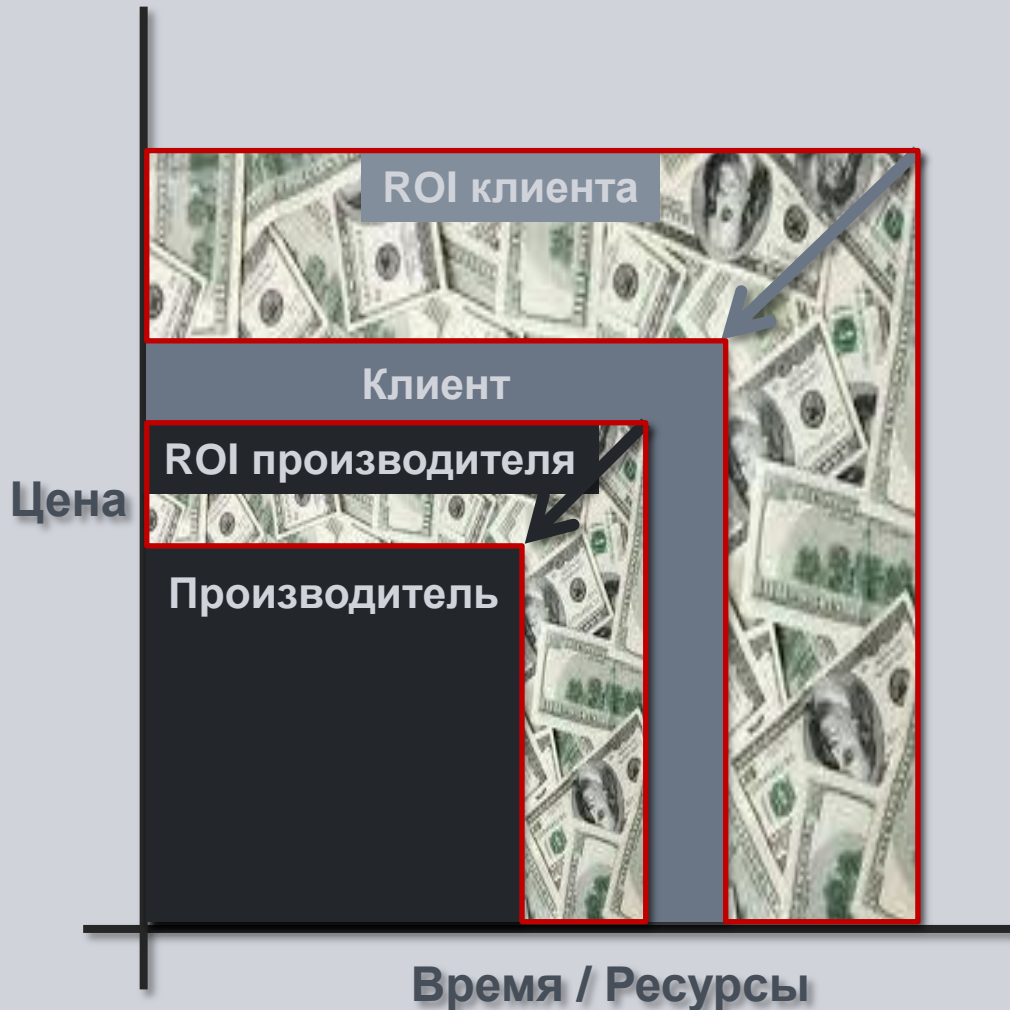 ROI клиента
Клиент
ROI производителя
Цена
Производитель
Время / Ресурсы